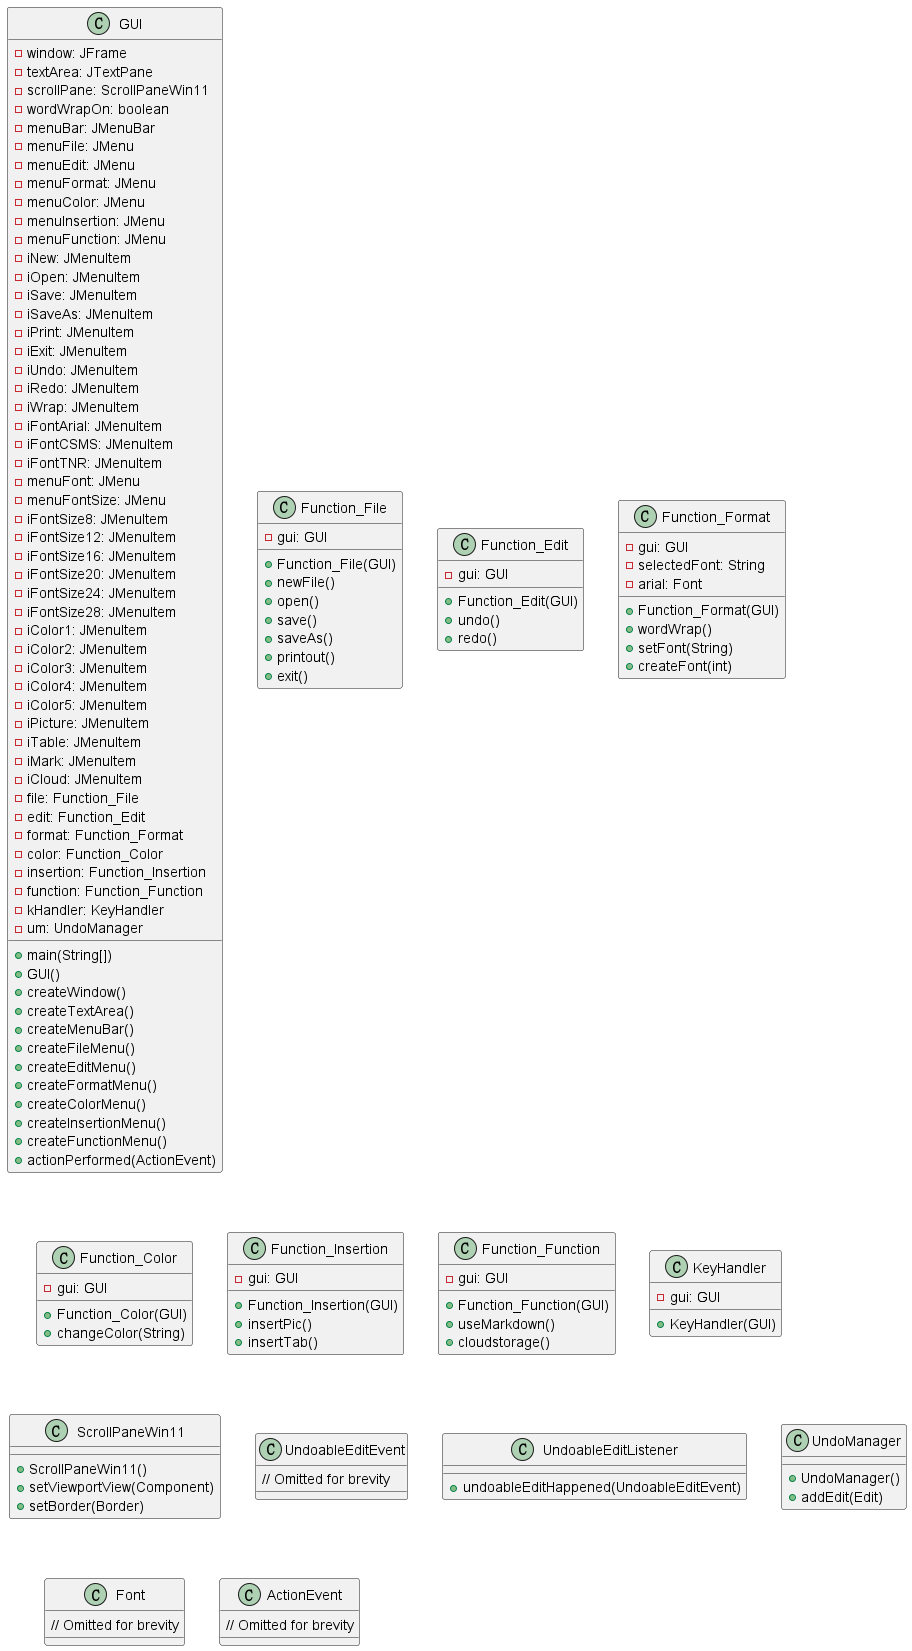 C GUI
window: JFrame
textArea: JTextPane
scrollPane: ScrollPaneWin11
wordWrapOn: boolean
menuBar: JMenuBar
menuFile: JMenu
menuEdit: JMenu
menuFormat: JMenu
menuColor: JMenu
menuInsertion: JMenu
menuFunction: JMenu
iNew: JMenuItem
iOpen: JMenuItem
iSave: JMenuItem
iSaveAs: JMenuItem
iPrint: JMenuItem
iExit: JMenuItem
iUndo: JMenuItem
iRedo: JMenuItem
iWrap: JMenuItem
iFontArial: JMenuItem
iFontCSMS: JMenuItem
iFontTNR: JMenuItem
menuFont: JMenu
menuFontSize: JMenu
iFontSize8: JMenuItem
iFontSize12: JMenuItem
iFontSize16: JMenuItem
iFontSize20: JMenuItem
iFontSize24: JMenuItem
iFontSize28: JMenuItem
iColor1: JMenuItem
iColor2: JMenuItem
iColor3: JMenuItem
iColor4: JMenuItem
iColor5: JMenuItem
iPicture: JMenuItem
iTable: JMenuItem
iMark: JMenuItem
iCloud: JMenuItem
file: Function_File
edit: Function_Edit
format: Function_Format
color: Function_Color
insertion: Function_Insertion
function: Function_Function
kHandler: KeyHandler
um: UndoManager
main(String[])
GUI()
createWindow()
createTextArea()
createMenuBar()
createFileMenu()
createEditMenu()
createFormatMenu()
createColorMenu()
createInsertionMenu()
createFunctionMenu()
actionPerformed(ActionEvent)
C Function_File
gui: GUI
Function_File(GUI)
newFile()
open()
save()
saveAs()
printout()
exit()
C Function_Edit
gui: GUI
Function_Edit(GUI)
undo()
redo()
C Function_Format
gui: GUI
selectedFont: String
arial: Font
Function_Format(GUI)
wordWrap()
setFont(String)
createFont(int)
C Function_Color
gui: GUI
Function_Color(GUI)
changeColor(String)
C Function_Insertion
gui: GUI
Function_Insertion(GUI)
insertPic()
insertTab()
C Function_Function
gui: GUI
Function_Function(GUI)
useMarkdown()
cloudstorage()
C KeyHandler
gui: GUI
KeyHandler(GUI)
C ScrollPaneWin11
ScrollPaneWin11()
setViewportView(Component)
setBorder(Border)
C UndoableEditEvent
// Omitted for brevity
C UndoableEditListener
undoableEditHappened(UndoableEditEvent)
C UndoManager
UndoManager()
addEdit(Edit)
C Font
// Omitted for brevity
C ActionEvent
// Omitted for brevity